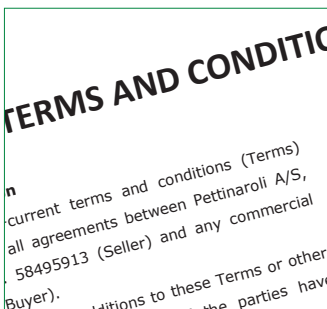 TERMS AND CONDITIO
n
current terms and conditions (Terms)
all agreements between Pettinaroli A/S,
58495913 (Seller) and any commercial
Buyer).
ditions to these Terms or other
the parties have